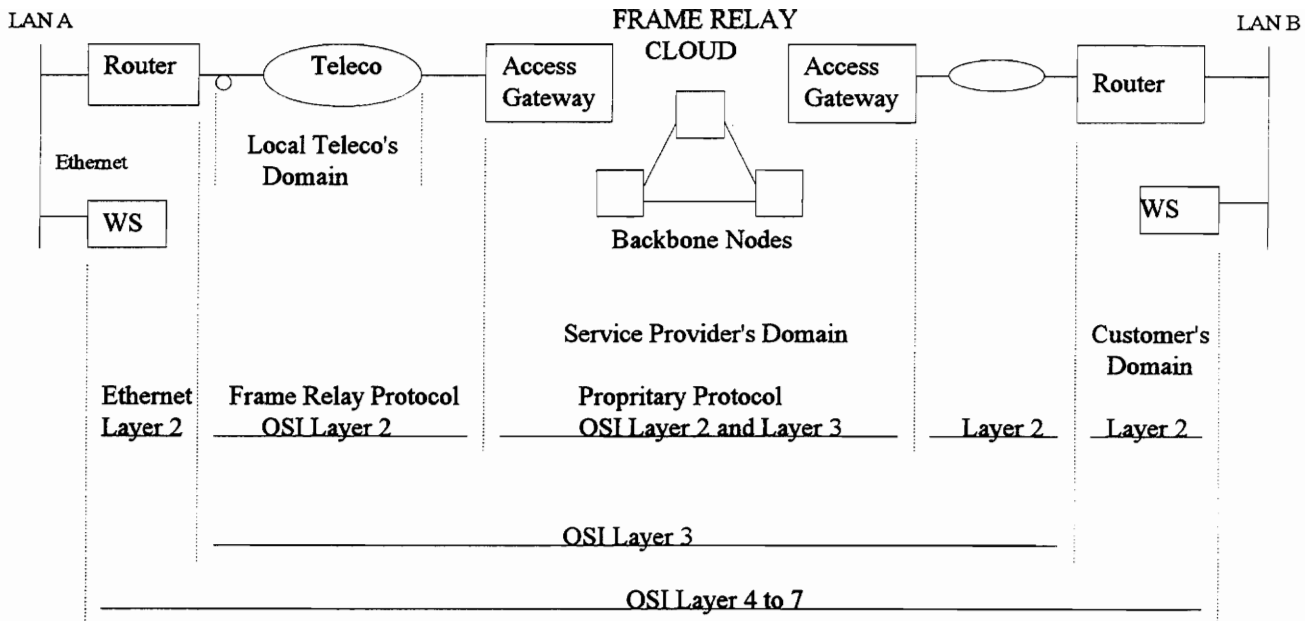 LAN A
FRAME RELAY
CLOUD
LAN B
Router
Teleco
Access
Gateway
Access
Gateway
Router
Local Teleco's
Domain
Ethernet
WS
Backbone Nodes
WS
Service Provider's Domain
Customer's
Domain
Ethernet
Layer 2
Frame Relay Protocol
OSI Layer 2
Propritary Protocol
OSI Layer 2 and Layer 3
Layer 2
Layer 2
OSI Layer 3
OSI Layer 4 to 7